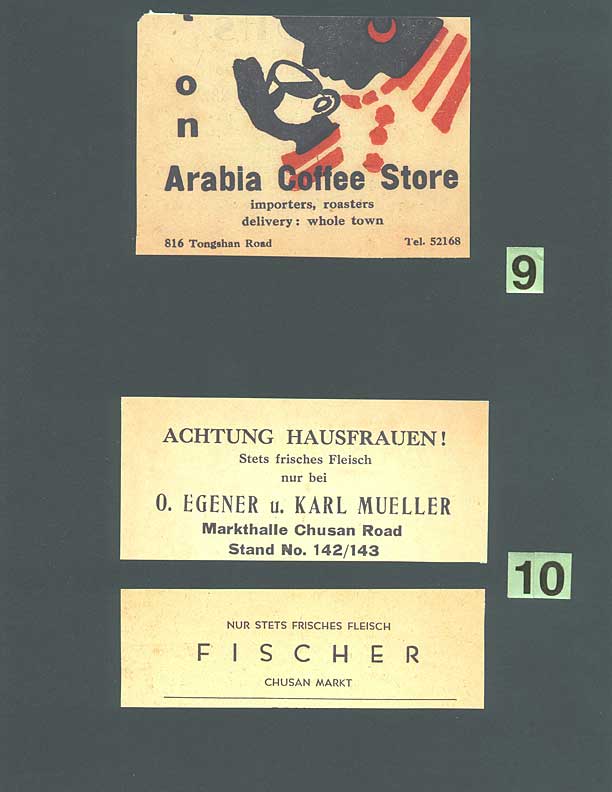 o
n
Arabia Coffee Store
importers, roasters
delivery: whole town
816 Tongshan Road Tel. 52168
9
ACHTUNG HAUSFRAUEN!
Stets frisches Fleisch
nur bei
O. EGENER u. KARL MUELLER
Markthalle Chusan Road
Stand No. 142/143
10
NUR STETS FRISCHES FLEISCH
FISCHER
CHUSAN MARKT